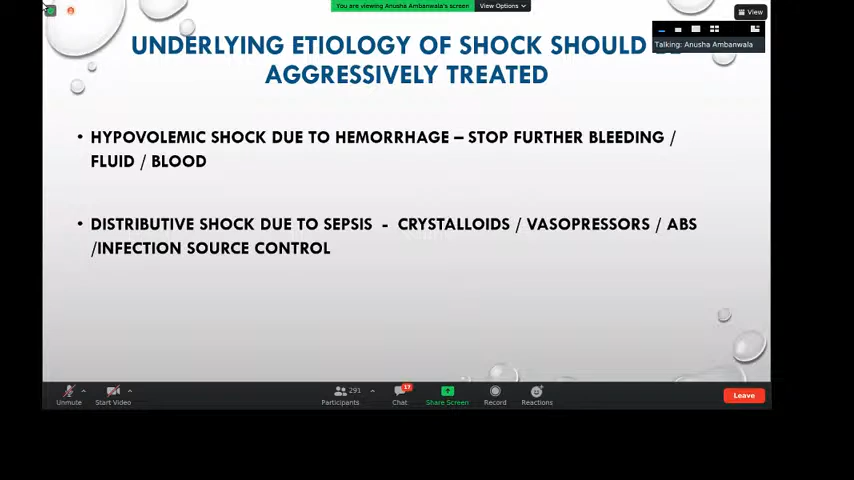 You are viewing Anusha Ambanwala's screen View Options
View
Talking: Anusha Ambanwala
UNDERLYING ETIOLOGY OF SHOCK SHOULD
AGGRESSIVELY TREATED
• HYPOVOLEMIC SHOCK DUE TO HEMORRHAGE – STOP FURTHER BLEEDING /
FLUID / BLOOD
• DISTRIBUTIVE SHOCK DUE TO SEPSIS - CRYSTALLOIDS / VASOPRESSORS / ABS
/INFECTION SOURCE CONTROL
291
17
Unmute Start Video Participants Chat Share Screen Record Reactions Leave